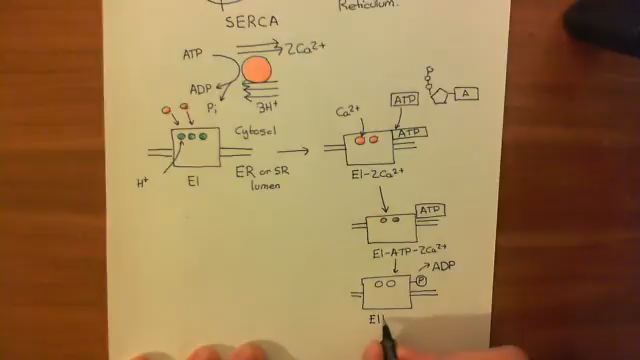 Reticulum.
SERCA
ATP
2Ca²⁺
ADP
Pi
3H⁺
Cytosol
ER or SR
lumen
H⁺
E1
Ca²⁺
ATP
ATP
P
A
E1-2Ca²⁺
ATP
E1-ATP-2Ca²⁺
ADP
P
E1